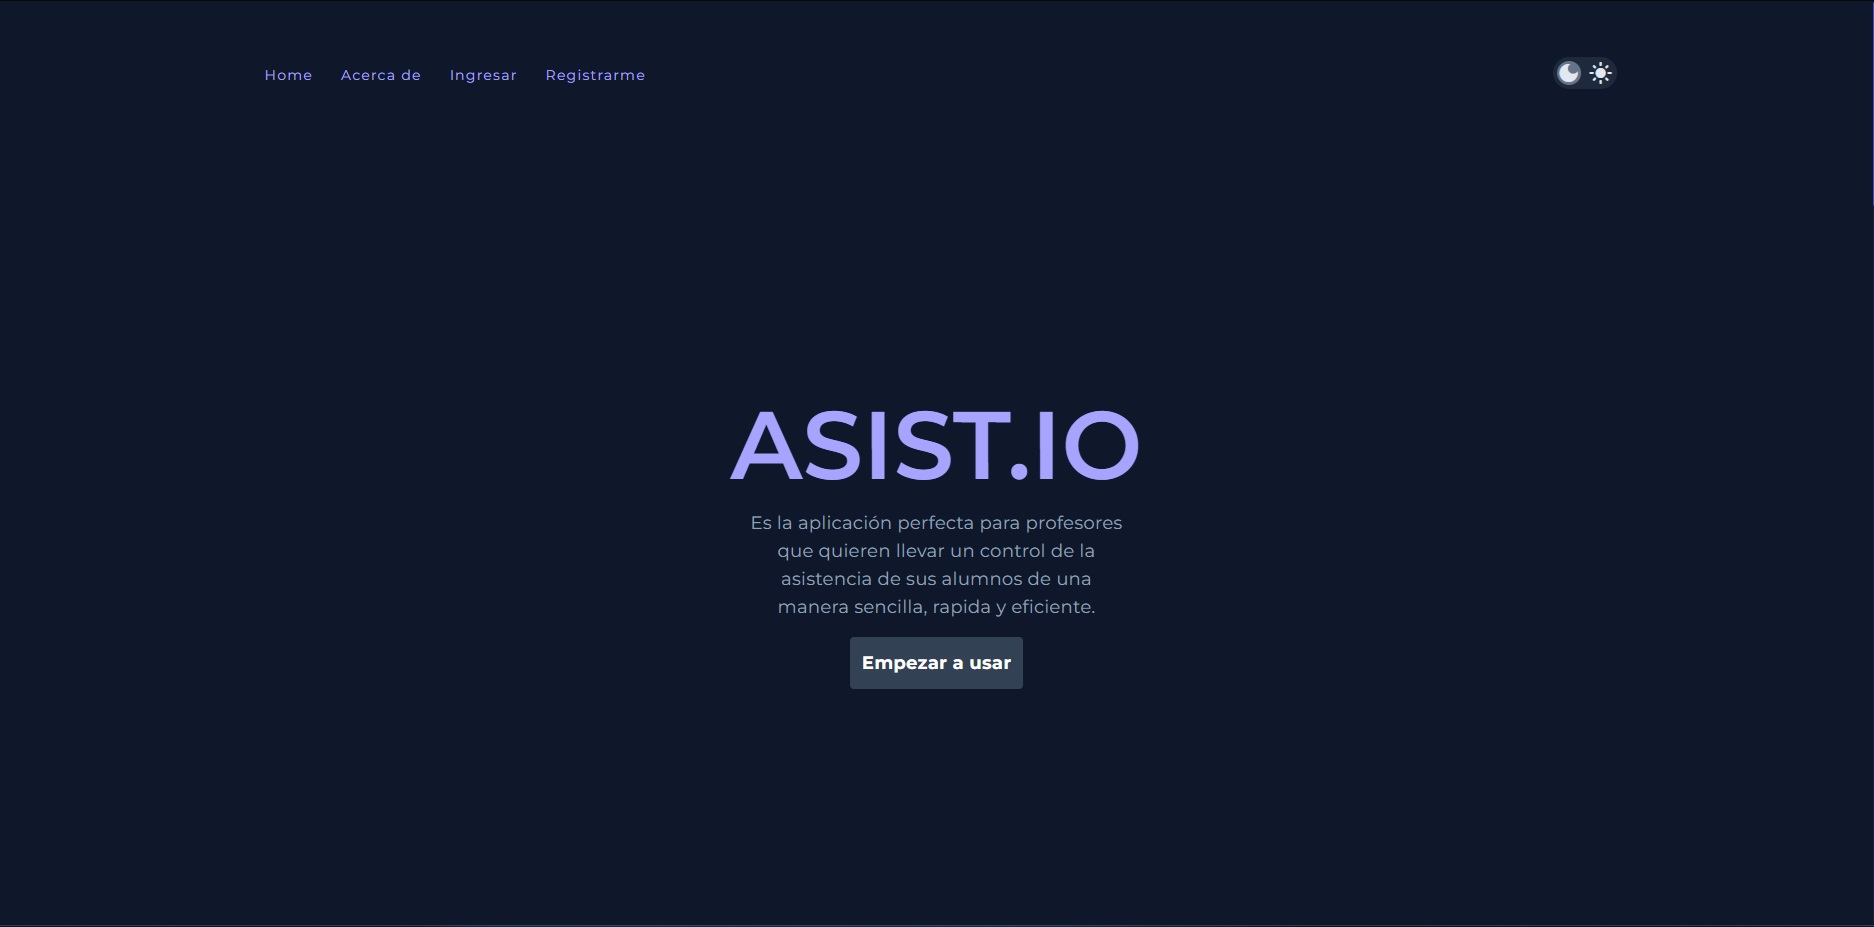 Home Acerca de Ingresar Registrarme
ASIST.IO
Es la aplicación perfecta para profesores
que quieren llevar un control de la
asistencia de sus alumnos de una
manera sencilla, rapida y eficiente.
Empezar a usar